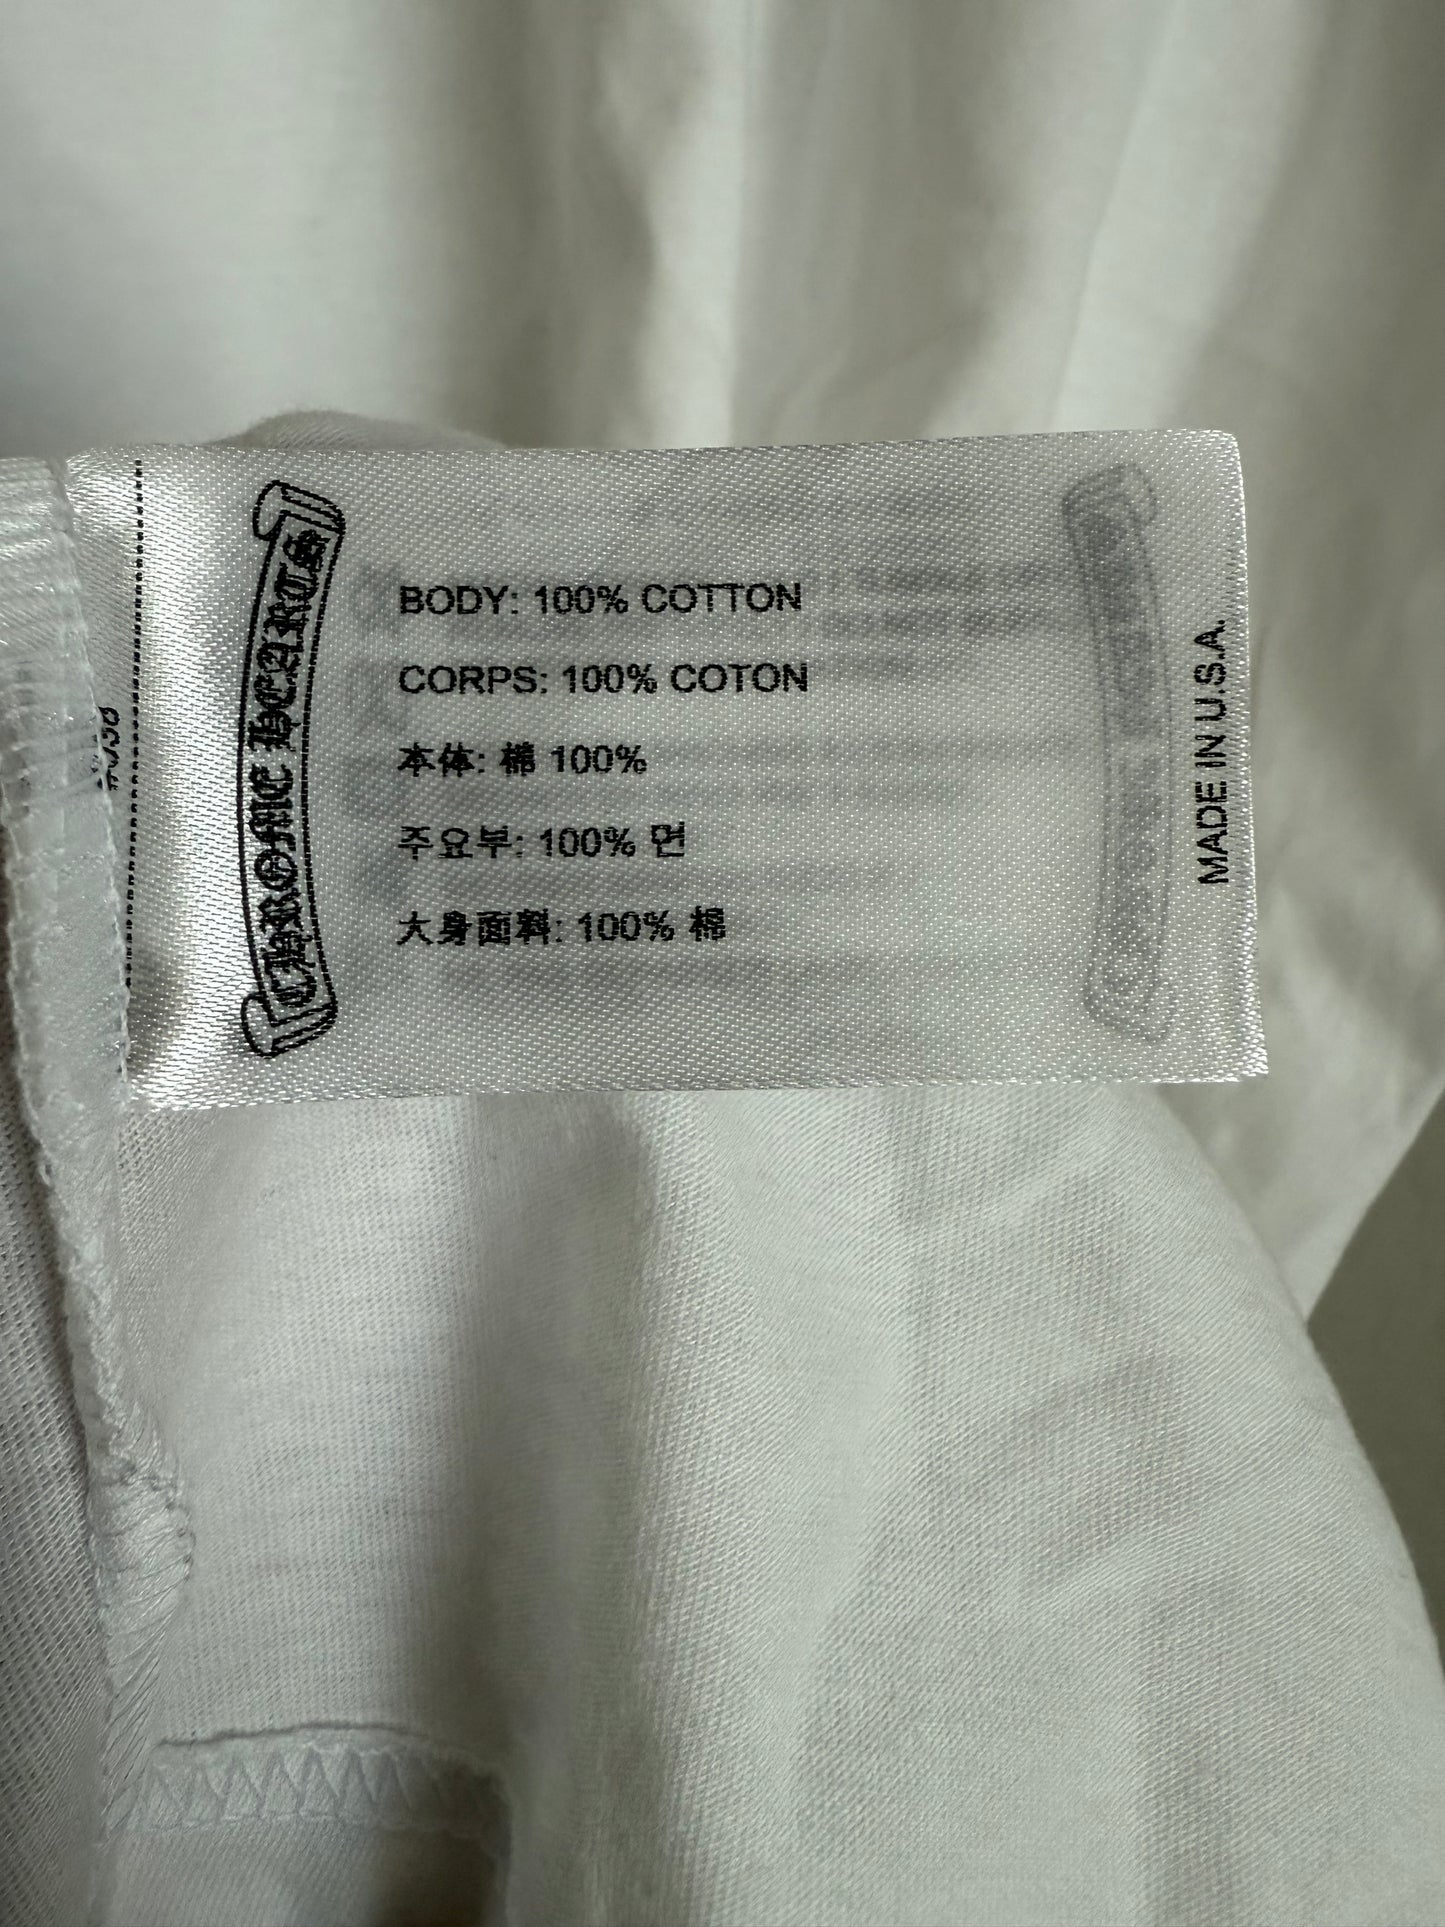 CHROME HEARTS
BODY: 100% COTTON
CORPS: 100% COTON
本体: 棉 100%
주요부: 100% 면
大身面料: 100% 棉
MADE IN U.S.A.